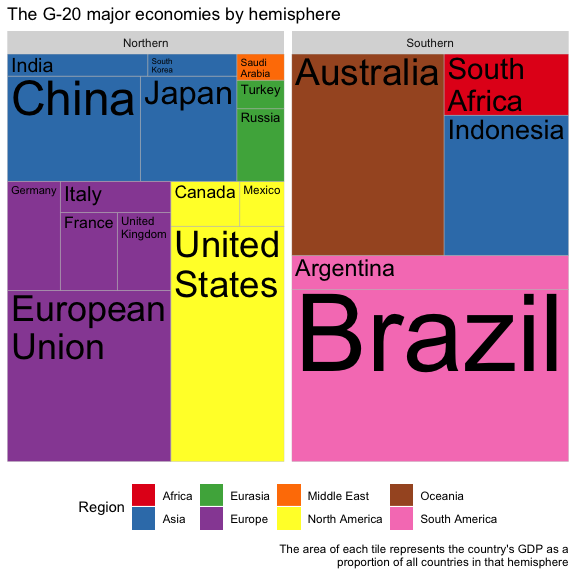 The G-20 major economies by hemisphere
Northern
Southern
India
South
Korea
Saudi
Arabia
China
Japan
Turkey
Russia
Germany
Italy
France
United
Kingdom
Canada
Mexico
European
Union
United
States
Australia
South
Africa
Indonesia
Argentina
Brazil
Region
Africa
Asia
Eurasia
Europe
Middle East
North America
Oceania
South America
The area of each tile represents the country's GDP as a
proportion of all countries in that hemisphere